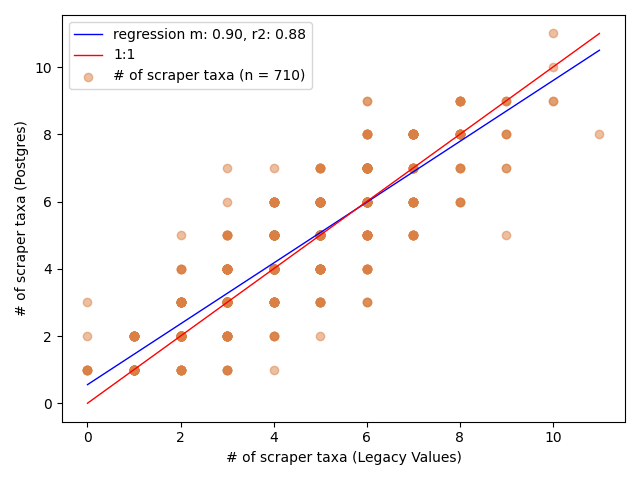 regression m: 0.90, r2: 0.88
1:1
# of scraper taxa (n = 710)
# of scraper taxa (Postgres)
10
8
6
4
2
0
0 2 4 6 8 10
# of scraper taxa (Legacy Values)